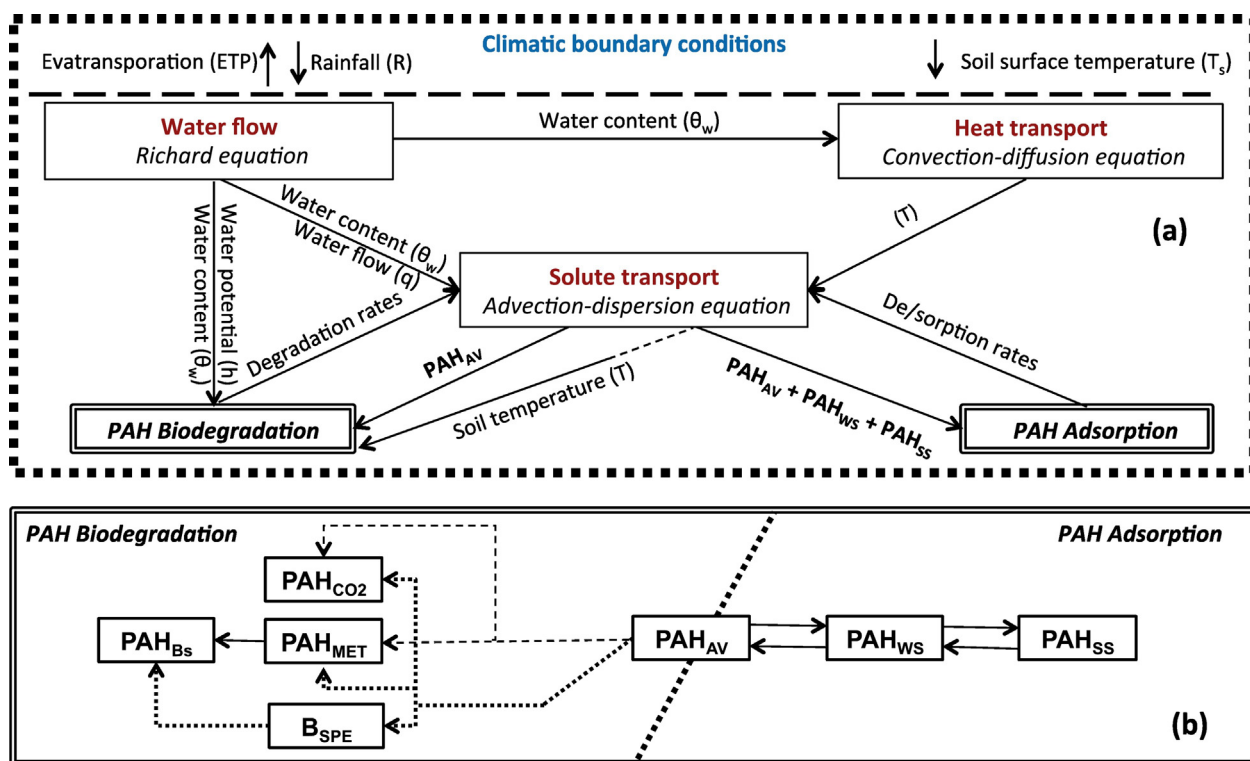 Climatic boundary conditions
Evatransporation (ETP)
Rainfall (R)
Soil surface temperature (Ts)
Water flow
Richard equation
Water content (θw)
Heat transport
Convection-diffusion equation
Water content (θw)
Water flow (q)
(T)
(a)
Water potential (h)
Water content (θw)
Solute transport
Advection-dispersion equation
Degradation rates
PAHAV
Soil temperature (T)
De/sorption rates
PAHAV + PAHWS + PAHSS
PAH Biodegradation
PAH Adsorption
PAH Biodegradation
PAH Adsorption
PAHCO2
PAHBs
PAHMET
PAHAV
PAHWS
PAHSS
BSPE
(b)